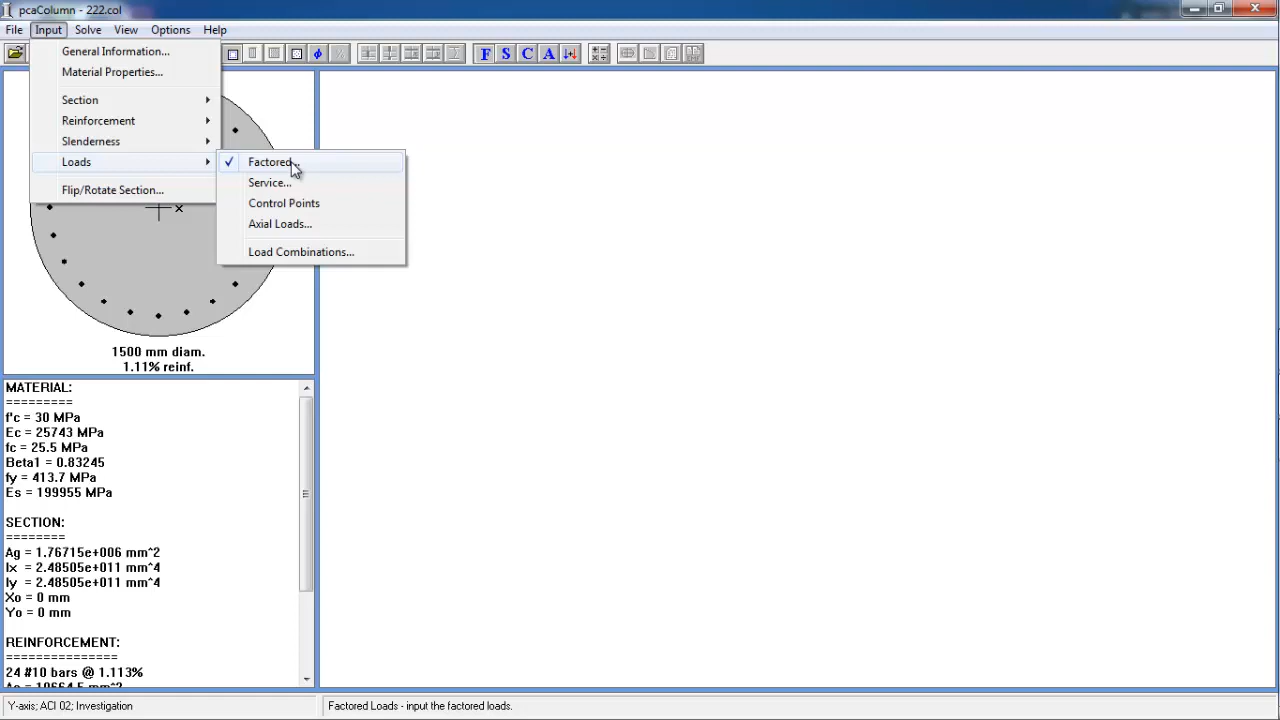 pcaColumn - 222.col
File Input Solve View Options Help
F S C A
General Information...
Material Properties...
Section
Reinforcement
Slenderness
Loads
Flip/Rotate Section...
Factored...
Service...
Control Points
Axial Loads...
Load Combinations...
x
1500 mm diam.
1.11% reinf.
MATERIAL:
=========
f'c = 30 MPa
Ec = 25743 MPa
fc = 25.5 MPa
Beta1 = 0.83245
fy = 413.7 MPa
Es = 199955 MPa
SECTION:
========
Ag = 1.76715e+006 mm^2
Ix = 2.48505e+011 mm^4
Iy = 2.48505e+011 mm^4
Xo = 0 mm
Yo = 0 mm
REINFORCEMENT:
==============
24 #10 bars @ 1.113%
As = 19664.5 mm^2
Y-axis; ACI 02; Investigation
Factored Loads - input the factored loads.